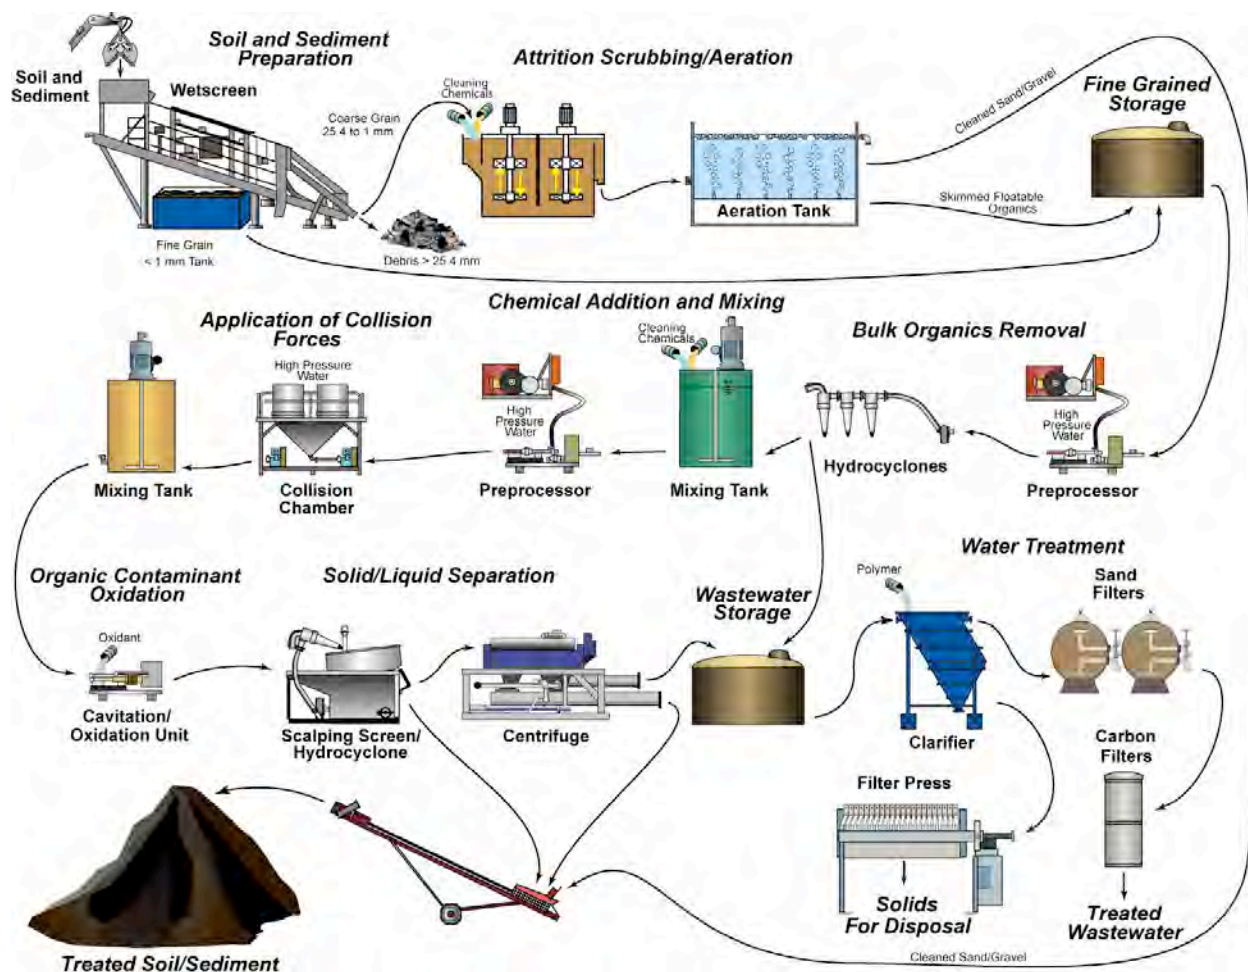 Soil and Sediment
Preparation
Soil and
Sediment
Wetscreen
Coarse Grain
25.4 to 1 mm
Fine Grain
< 1 mm Tank
Debris > 25.4 mm
Attrition Scrubbing/Aeration
Cleaning
Chemicals
Aeration Tank
Cleaned Sand/Gravel
Skimmed Floatable
Organics
Fine Grained
Storage
Application of Collision
Forces
High Pressure
Water
Mixing Tank
Collision
Chamber
Chemical Addition and Mixing
Cleaning
Chemicals
High
Pressure
Water
Preprocessor
Mixing Tank
Bulk Organics Removal
Hydrocyclones
High
Pressure
Water
Preprocessor
Organic Contaminant
Oxidation
Oxidant
Cavitation/
Oxidation Unit
Solid/Liquid Separation
Scalping Screen/
Hydrocyclone
Centrifuge
Wastewater
Storage
Water Treatment
Polymer
Clarifier
Sand
Filters
Carbon
Filters
Filter Press
Solids
For Disposal
Treated
Wastewater
Cleaned Sand/Gravel
Treated Soil/Sediment